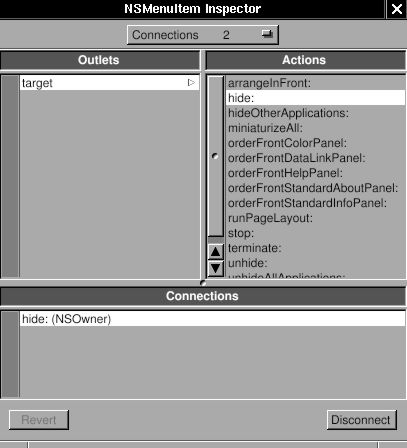 NSMenuItem Inspector
Connections 2
Outlets
Actions
target
arrangeInFront:
hide:
hideOtherApplications:
miniaturizeAll:
orderFrontColorPanel:
orderFrontDataLinkPanel:
orderFrontHelpPanel:
orderFrontStandardAboutPanel:
orderFrontStandardInfoPanel:
runPageLayout:
stop:
terminate:
unhide:
unhideAllApplications:
Connections
hide: (NSOwner)
Revert
Disconnect